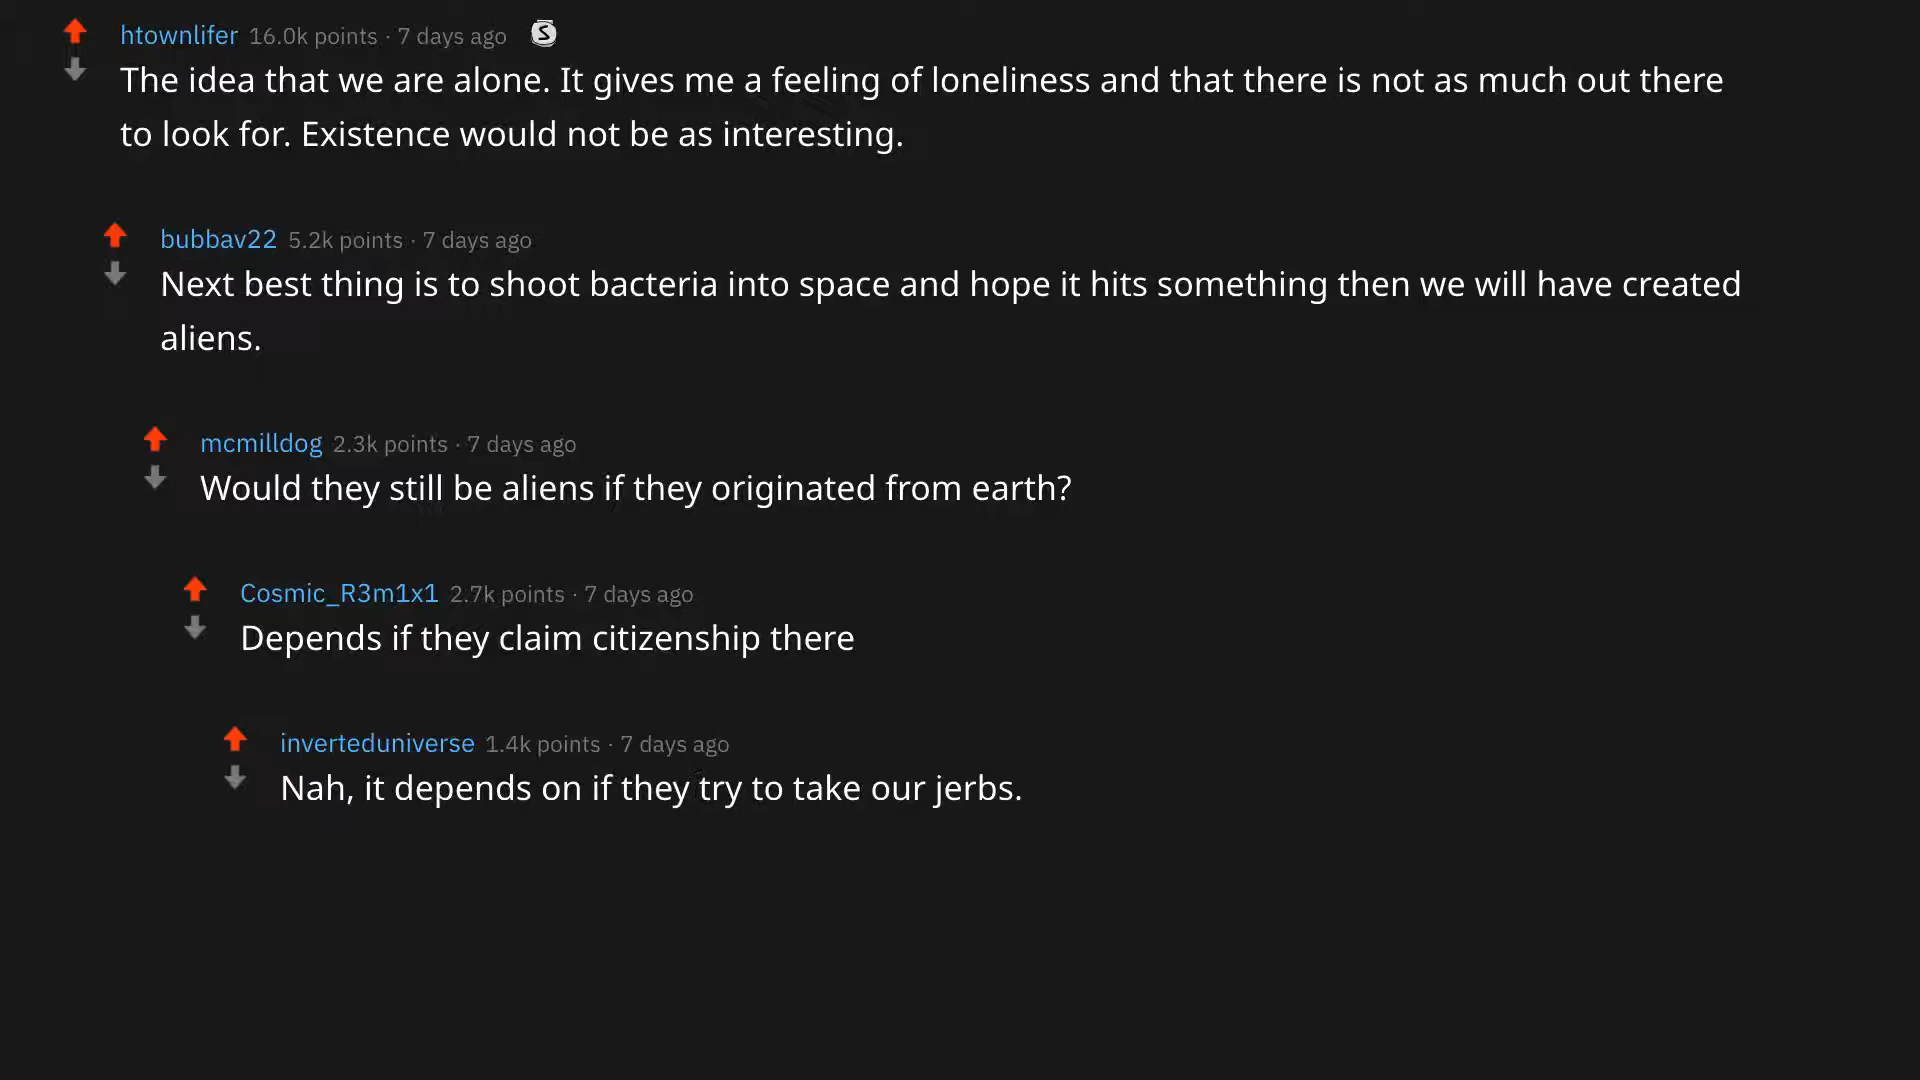 htownlifer 16.0k points · 7 days ago S
The idea that we are alone. It gives me a feeling of loneliness and that there is not as much out there
to look for. Existence would not be as interesting.
bubbav22 5.2k points · 7 days ago
Next best thing is to shoot bacteria into space and hope it hits something then we will have created
aliens.
mcmilldog 2.3k points · 7 days ago
Would they still be aliens if they originated from earth?
Cosmic_R3m1x1 2.7k points · 7 days ago
Depends if they claim citizenship there
inverteduniverse 1.4k points · 7 days ago
Nah, it depends on if they try to take our jerbs.